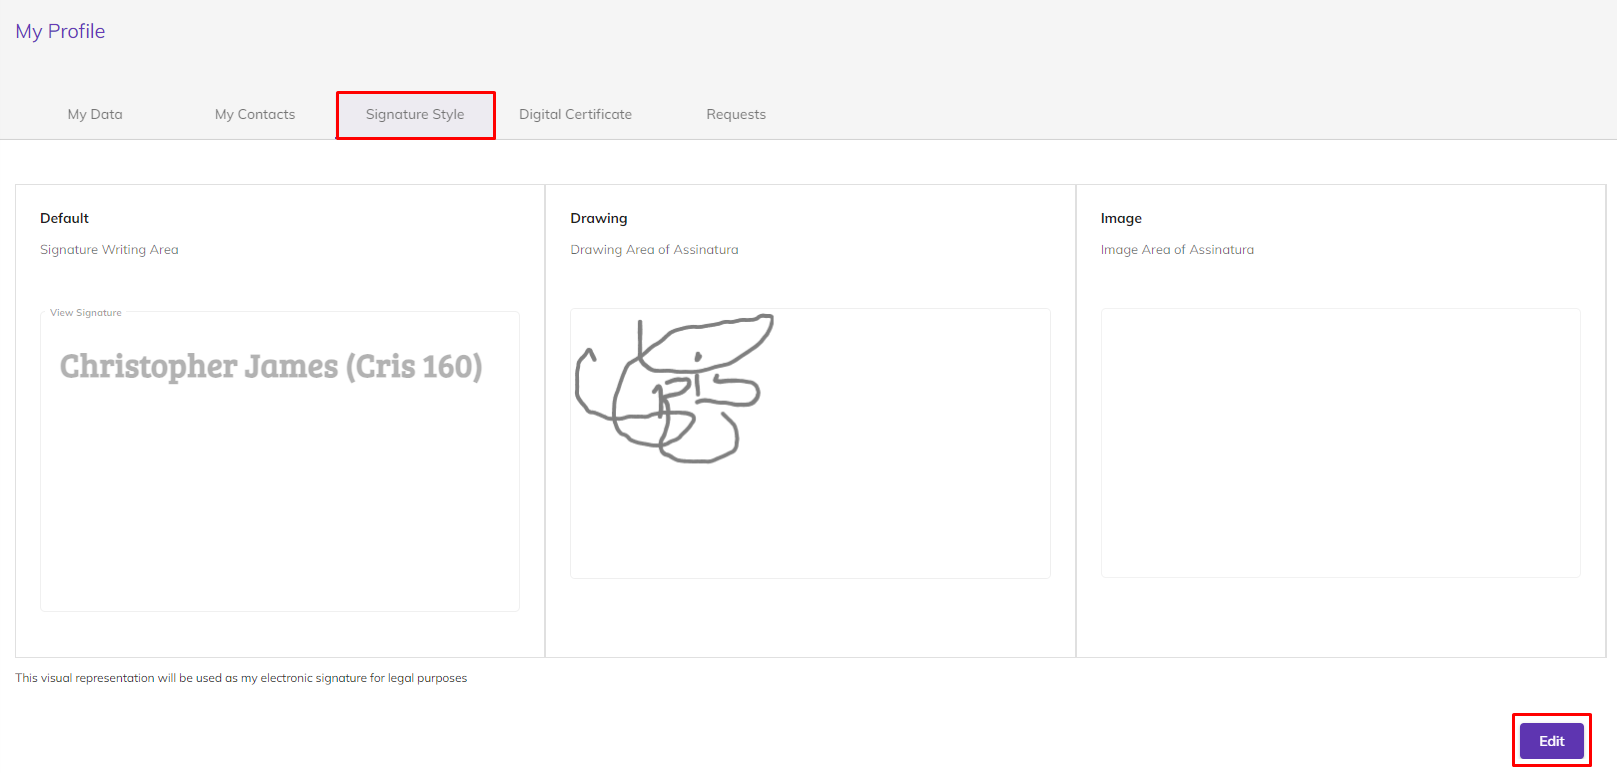 My Profile
My Data
My Contacts
Signature Style
Digital Certificate
Requests
Default
Signature Writing Area
View Signature
Christopher James (Cris 160)
Drawing
Drawing Area of Assinatura
Image
Image Area of Assinatura
This visual representation will be used as my electronic signature for legal purposes
Edit